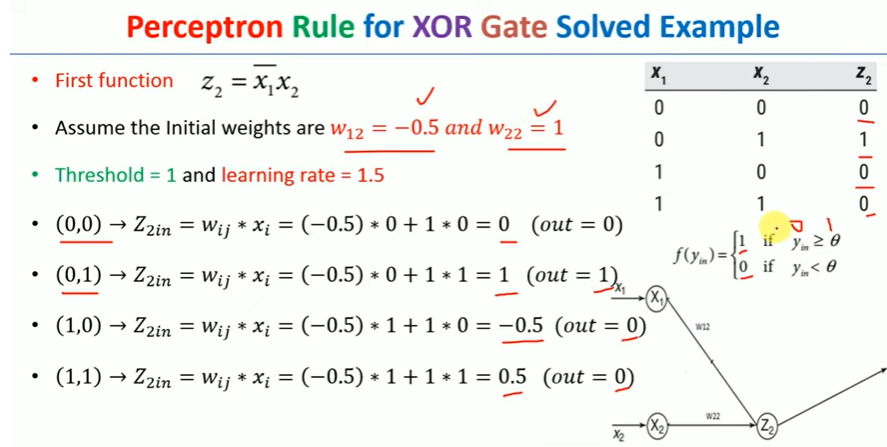 Perceptron Rule for XOR Gate Solved Example
• First function z₂ = x̅₁x₂
• Assume the Initial weights are w₁₂ = −0.5 and w₂₂ = 1
• Threshold = 1 and learning rate = 1.5
• (0,0) → Z₂ᵢₙ = wᵢⱼ * xᵢ = (−0.5) * 0 + 1 * 0 = 0 (out = 0)
• (0,1) → Z₂ᵢₙ = wᵢⱼ * xᵢ = (−0.5) * 0 + 1 * 1 = 1 (out = 1)
• (1,0) → Z₂ᵢₙ = wᵢⱼ * xᵢ = (−0.5) * 1 + 1 * 0 = −0.5 (out = 0)
• (1,1) → Z₂ᵢₙ = wᵢⱼ * xᵢ = (−0.5) * 1 + 1 * 1 = 0.5 (out = 0)
X₁ X₂ Z₂
0 0 0
0 1 1
1 0 0
1 1 0
0 1
f(yᵢₙ) = { 1 if yᵢₙ ≥ θ
0 if yᵢₙ < θ
x₁ X₁
w12
w22
x₂ X₂ Z₂